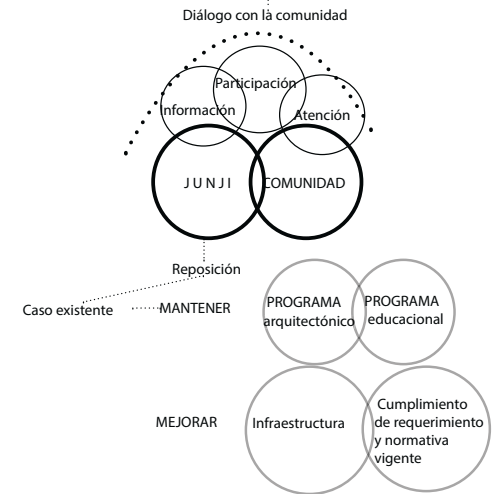 Diálogo con la comunidad
Participación
Información
Atención
J U N J I
COMUNIDAD
Reposición
Caso existente
MANTENER
PROGRAMA
arquitectónico
PROGRAMA
educacional
MEJORAR
Infraestructura
Cumplimiento
de requerimiento
y normativa
vigente